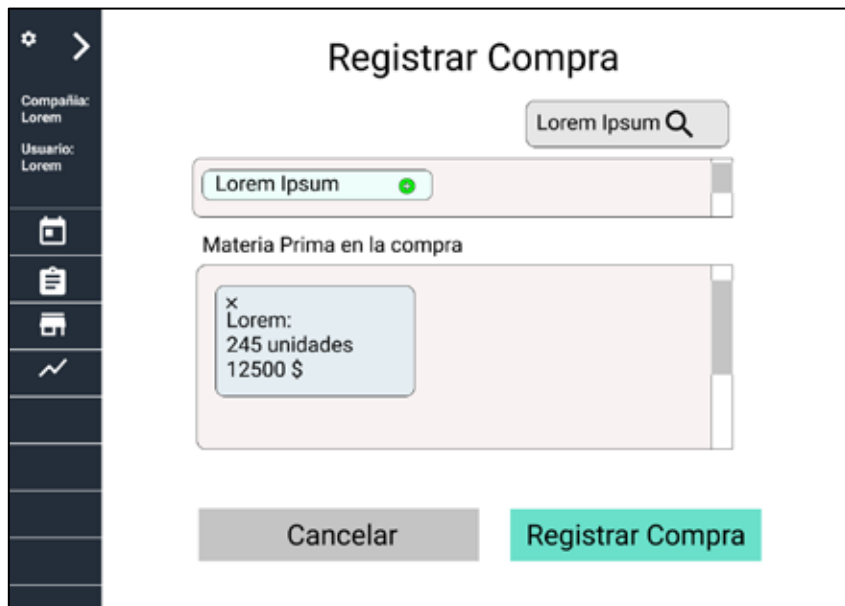 Compañia:
Lorem
Usuario:
Lorem
Registrar Compra
Lorem Ipsum
Lorem Ipsum
Materia Prima en la compra
×
Lorem:
245 unidades
12500 $
Cancelar
Registrar Compra